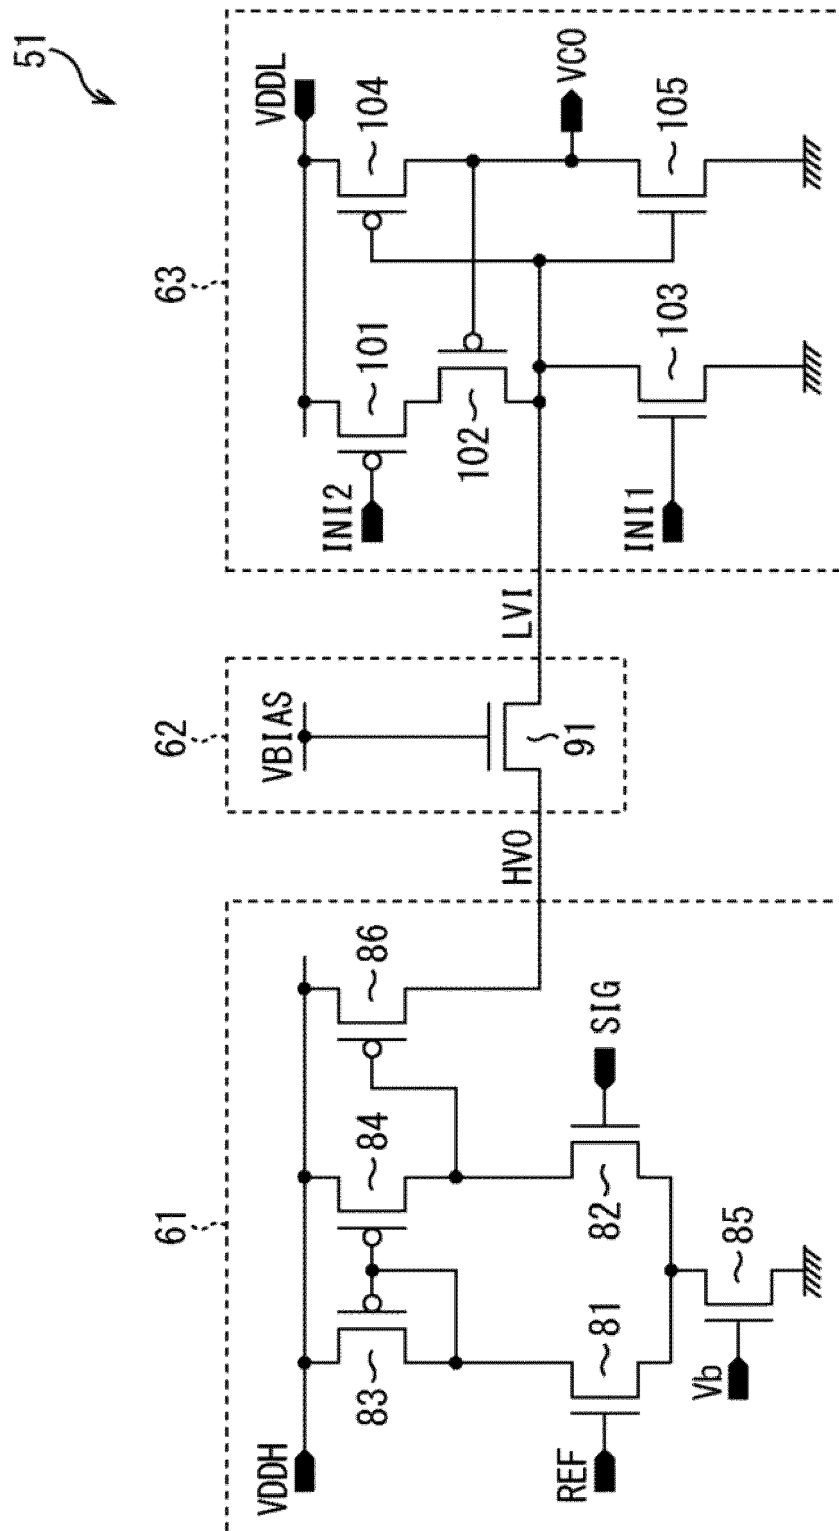 51
61
VDDH
83
84
86
REF
81
82
SIG
Vb
85
HVO
62
VBIAS
91
LVI
63
VDDL
INI2
101
102
104
VCO
INI1
103
105